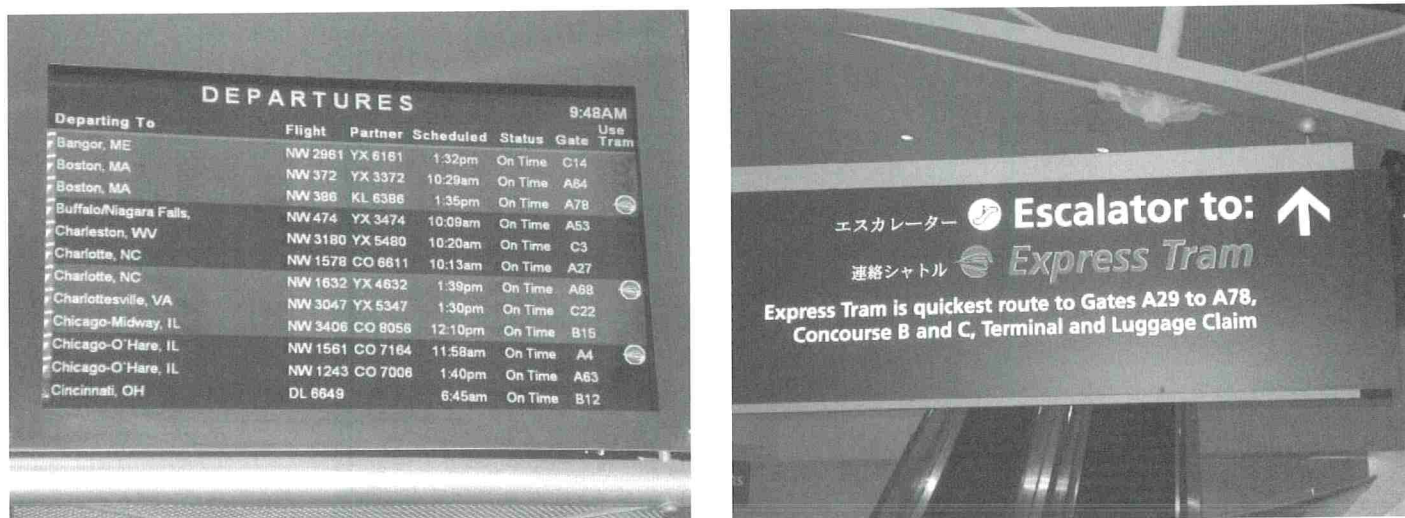 DEPARTURES
9:48AM
Departing To Flight Partner Scheduled Status Gate Use Tram
Bangor, ME NW 2961 YX 6161 1:32pm On Time C14
Boston, MA NW 372 YX 3372 10:29am On Time A64
Boston, MA NW 386 KL 6386 1:35pm On Time A78
Buffalo/Niagara Falls, NW 474 YX 3474 10:09am On Time A53
Charleston, WV NW 3180 YX 5480 10:20am On Time C3
Charlotte, NC NW 1578 CO 6611 10:13am On Time A27
Charlotte, NC NW 1632 YX 4632 1:39pm On Time A68
Charlottesville, VA NW 3047 YX 5347 1:30pm On Time C22
Chicago-Midway, IL NW 3406 CO 8056 12:10pm On Time B15
Chicago-O'Hare, IL NW 1561 CO 7164 11:58am On Time A4
Chicago-O'Hare, IL NW 1243 CO 7006 1:40pm On Time A63
Cincinnati, OH DL 6649 6:45am On Time B12
エスカレーター Escalator to:
連絡シャトル Express Tram
Express Tram is quickest route to Gates A29 to A78,
Concourse B and C, Terminal and Luggage Claim